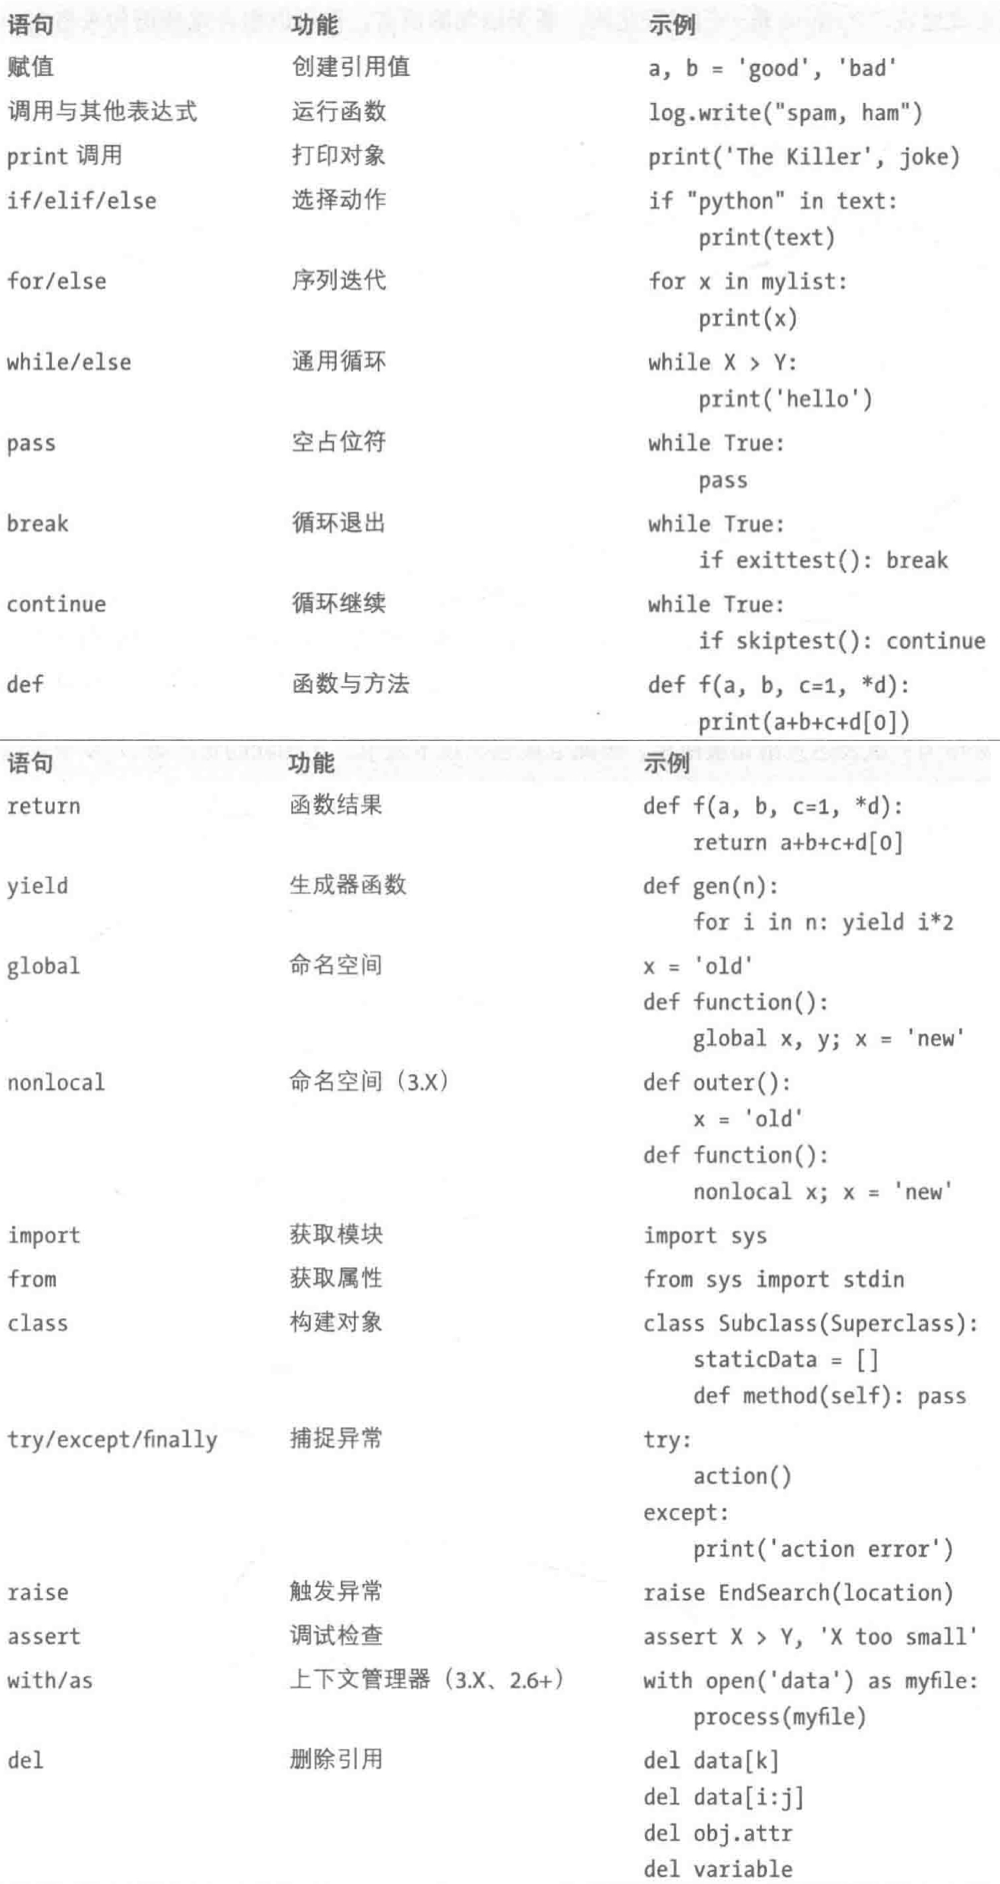 语句 功能 示例
赋值 创建引用值 a, b = 'good', 'bad'
调用与其他表达式 运行函数 log.write("spam, ham")
print 调用 打印对象 print('The Killer', joke)
if/elif/else 选择动作 if "python" in text:
print(text)
for/else 序列迭代 for x in mylist:
print(x)
while/else 通用循环 while X > Y:
print('hello')
pass 空占位符 while True:
pass
break 循环退出 while True:
if exittest(): break
continue 循环继续 while True:
if skiptest(): continue
def 函数与方法 def f(a, b, c=1, *d):
print(a+b+c+d[0])
语句 功能 示例
return 函数结果 def f(a, b, c=1, *d):
return a+b+c+d[0]
yield 生成器函数 def gen(n):
for i in n: yield i*2
global 命名空间 x = 'old'
def function():
global x, y; x = 'new'
nonlocal 命名空间（3.X） def outer():
x = 'old'
def function():
nonlocal x; x = 'new'
import 获取模块 import sys
from 获取属性 from sys import stdin
class 构建对象 class Subclass(Superclass):
staticData = []
def method(self): pass
try/except/finally 捕捉异常 try:
action()
except:
print('action error')
raise 触发异常 raise EndSearch(location)
assert 调试检查 assert X > Y, 'X too small'
with/as 上下文管理器（3.X、2.6+） with open('data') as myfile:
process(myfile)
del 删除引用 del data[k]
del data[i:j]
del obj.attr
del variable